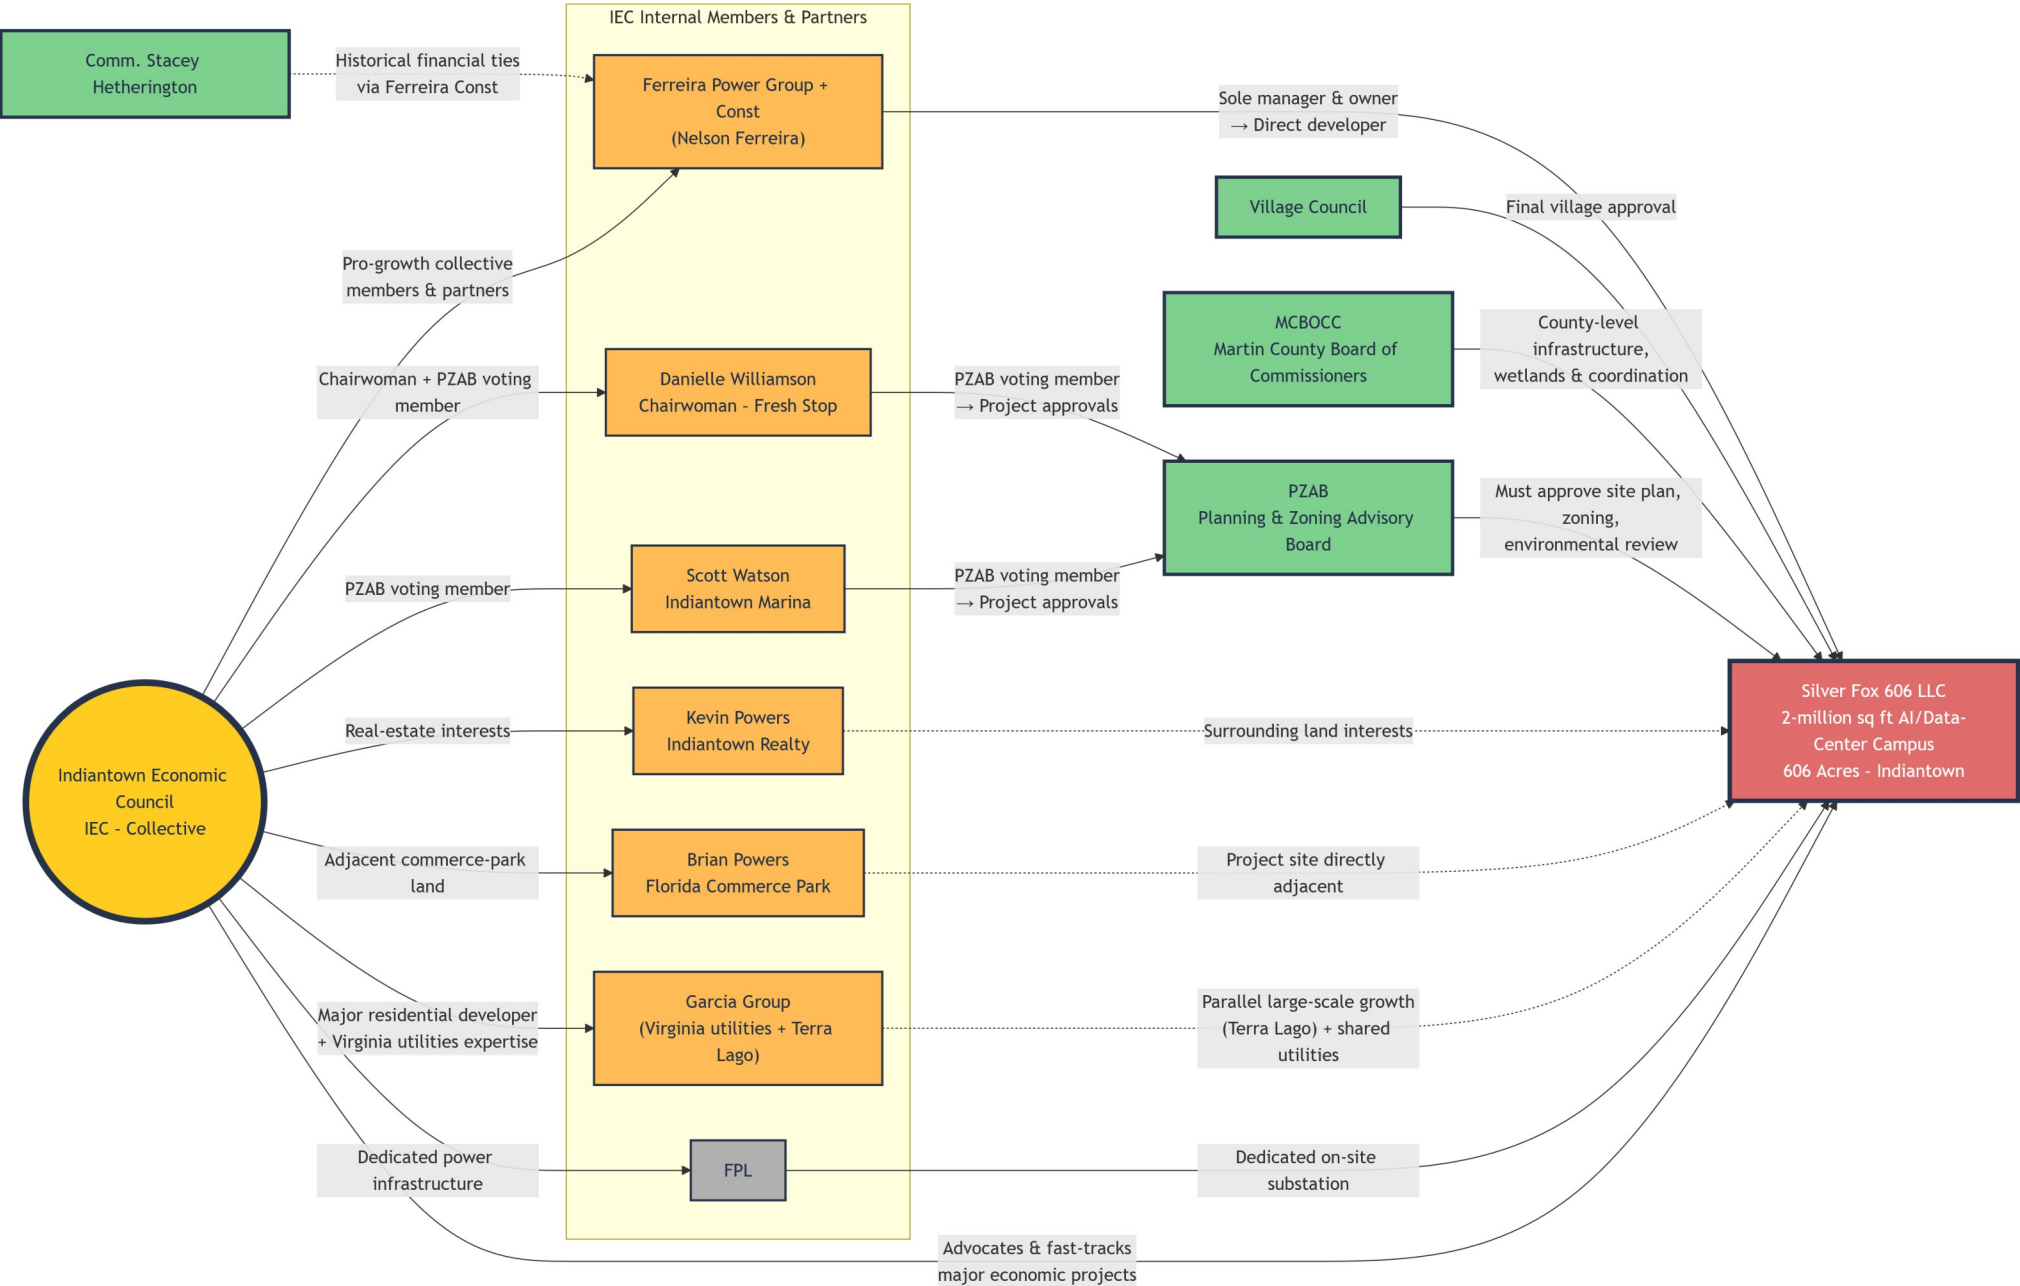 IEC Internal Members & Partners
Comm. Stacey
Hetherington
Historical financial ties
via Ferreira Const
Ferreira Power Group +
Const
(Nelson Ferreira)
Sole manager & owner
→ Direct developer
Village Council
Final village approval
Pro-growth collective
members & partners
MCBOCC
Martin County Board of
Commissioners
County-level
infrastructure,
wetlands & coordination
Chairwoman + PZAB voting
member
Danielle Williamson
Chairwoman - Fresh Stop
PZAB voting member
→ Project approvals
PZAB
Planning & Zoning Advisory
Board
Must approve site plan,
zoning,
environmental review
PZAB voting member
Scott Watson
Indiantown Marina
PZAB voting member
→ Project approvals
Real-estate interests
Kevin Powers
Indiantown Realty
Surrounding land interests
Silver Fox 606 LLC
2-million sq ft AI/Data-
Center Campus
606 Acres - Indiantown
Indiantown Economic
Council
IEC - Collective
Adjacent commerce-park
land
Brian Powers
Florida Commerce Park
Project site directly
adjacent
Major residential developer
+ Virginia utilities expertise
Garcia Group
(Virginia utilities + Terra
Lago)
Parallel large-scale growth
(Terra Lago) + shared
utilities
Dedicated power
infrastructure
FPL
Dedicated on-site
substation
Advocates & fast-tracks
major economic projects